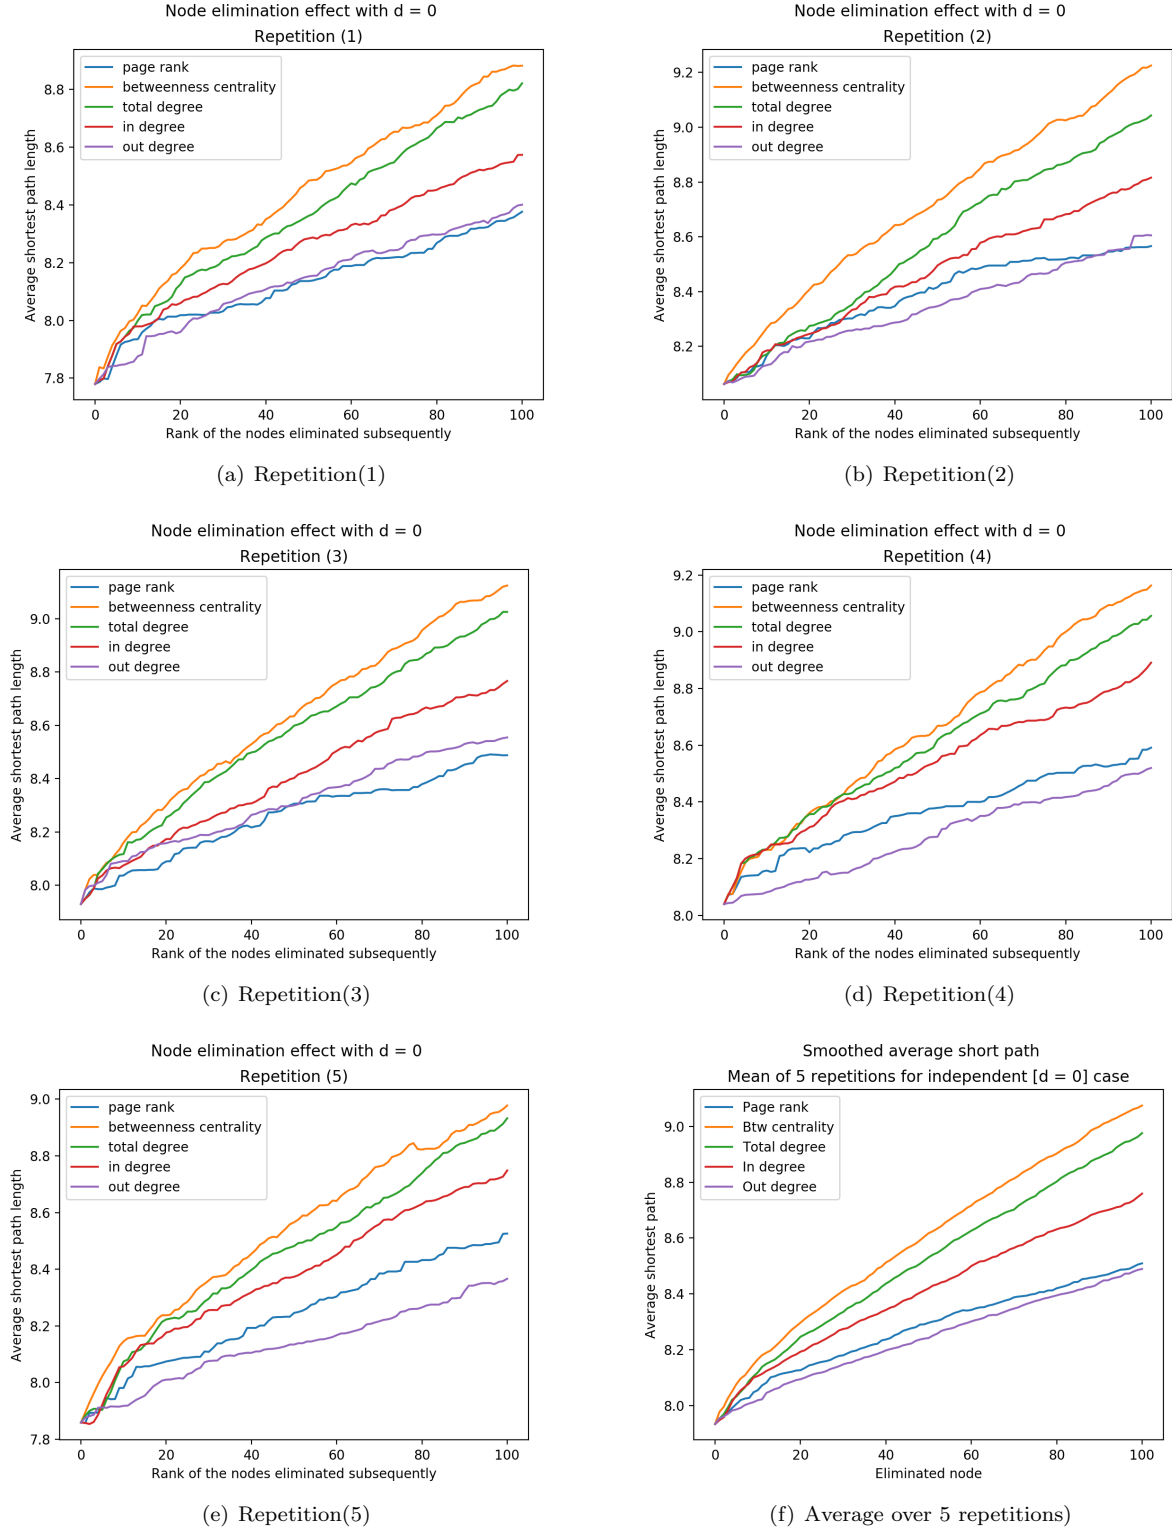 Node elimination effect with d = 0
Repetition (1)
page rank
betweenness centrality
total degree
in degree
out degree
Average shortest path length
8.8
8.6
8.4
8.2
8.0
7.8
0 20 40 60 80 100
Rank of the nodes eliminated subsequently
(a) Repetition(1)
Node elimination effect with d = 0
Repetition (2)
page rank
betweenness centrality
total degree
in degree
out degree
Average shortest path length
9.2
9.0
8.8
8.6
8.4
8.2
0 20 40 60 80 100
Rank of the nodes eliminated subsequently
(b) Repetition(2)
Node elimination effect with d = 0
Repetition (3)
page rank
betweenness centrality
total degree
in degree
out degree
Average shortest path length
9.0
8.8
8.6
8.4
8.2
8.0
0 20 40 60 80 100
Rank of the nodes eliminated subsequently
(c) Repetition(3)
Node elimination effect with d = 0
Repetition (4)
page rank
betweenness centrality
total degree
in degree
out degree
Average shortest path length
9.2
9.0
8.8
8.6
8.4
8.2
8.0
0 20 40 60 80 100
Rank of the nodes eliminated subsequently
(d) Repetition(4)
Node elimination effect with d = 0
Repetition (5)
page rank
betweenness centrality
total degree
in degree
out degree
Average shortest path length
9.0
8.8
8.6
8.4
8.2
8.0
7.8
0 20 40 60 80 100
Rank of the nodes eliminated subsequently
(e) Repetition(5)
Smoothed average short path
Mean of 5 repetitions for independent [d = 0] case
Page rank
Btw centrality
Total degree
In degree
Out degree
Average shortest path
9.0
8.8
8.6
8.4
8.2
8.0
0 20 40 60 80 100
Eliminated node
(f) Average over 5 repetitions)